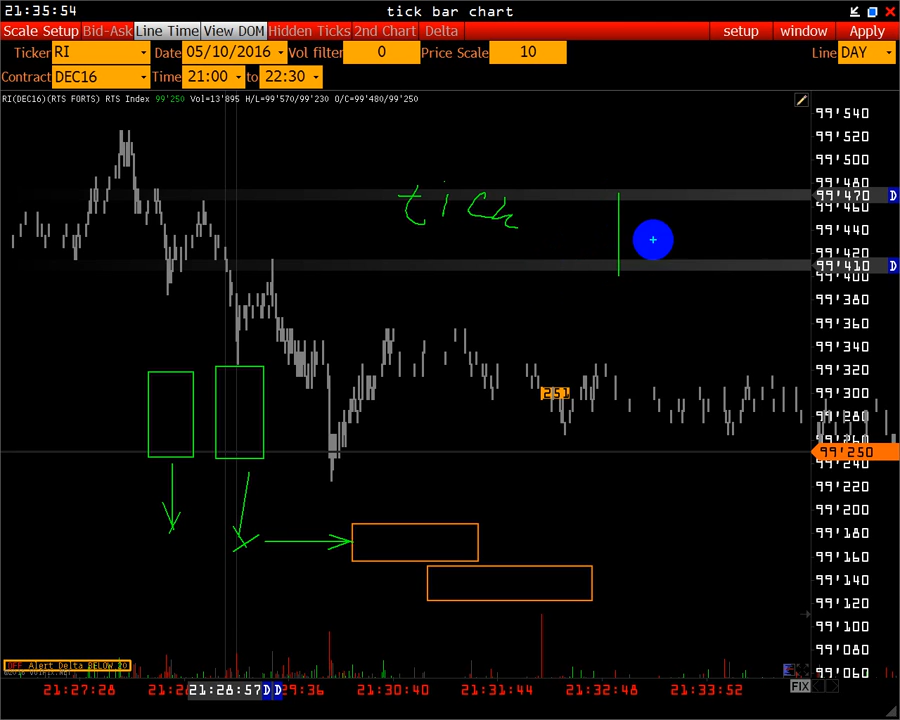 21:35:54 tick bar chart
Scale Setup Bid-Ask Line Time View DOM Hidden Ticks 2nd Chart Delta setup window Apply
Ticker RI Date 05/10/2016 Vol filter 0 Price Scale 10 Line DAY
Contract DEC16 Time 21:00 to 22:30
RI(DEC16)(RTS FORTS) RTS Index 99'250 Vol=13'895 H/L=99'570/99'230 O/C=99'480/99'250
99'540
99'520
99'500
99'480
99'470 D
99'460
tick
99'440
99'420
99'410 D
99'400
99'380
99'360
99'340
99'320
251 99'300
99'280
99'260
99'250
99'240
99'220
99'200
99'180
99'160
99'140
99'120
99'100
99'080
OFF Alert Delta BELOW 20
99'060
FIX
21:27:28 21:28:57 D D 21:30:40 21:31:44 21:32:48 21:33:52